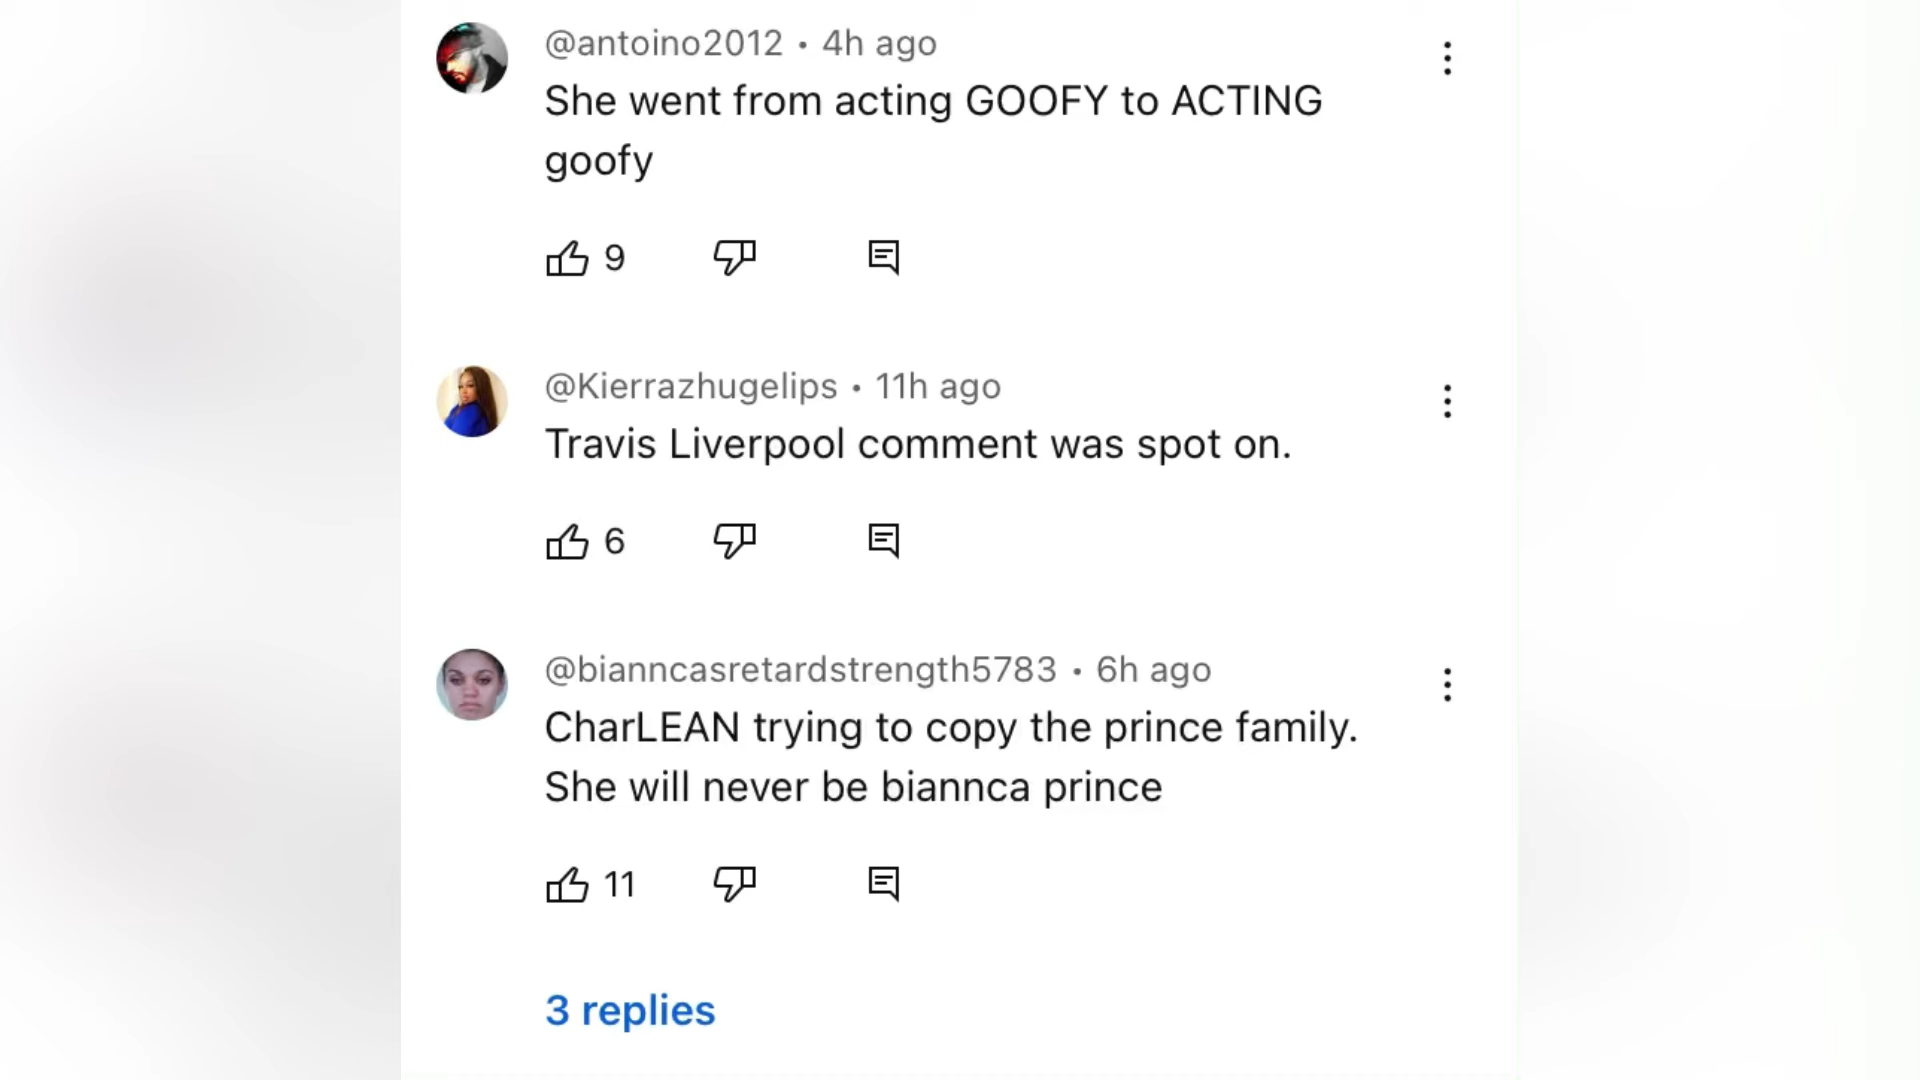 @antoino2012 • 4h ago
She went from acting GOOFY to ACTING
goofy
9
@Kierrazhugelips • 11h ago
Travis Liverpool comment was spot on.
6
@bianncasretardstrength5783 • 6h ago
CharLEAN trying to copy the prince family.
She will never be biannca prince
11
3 replies